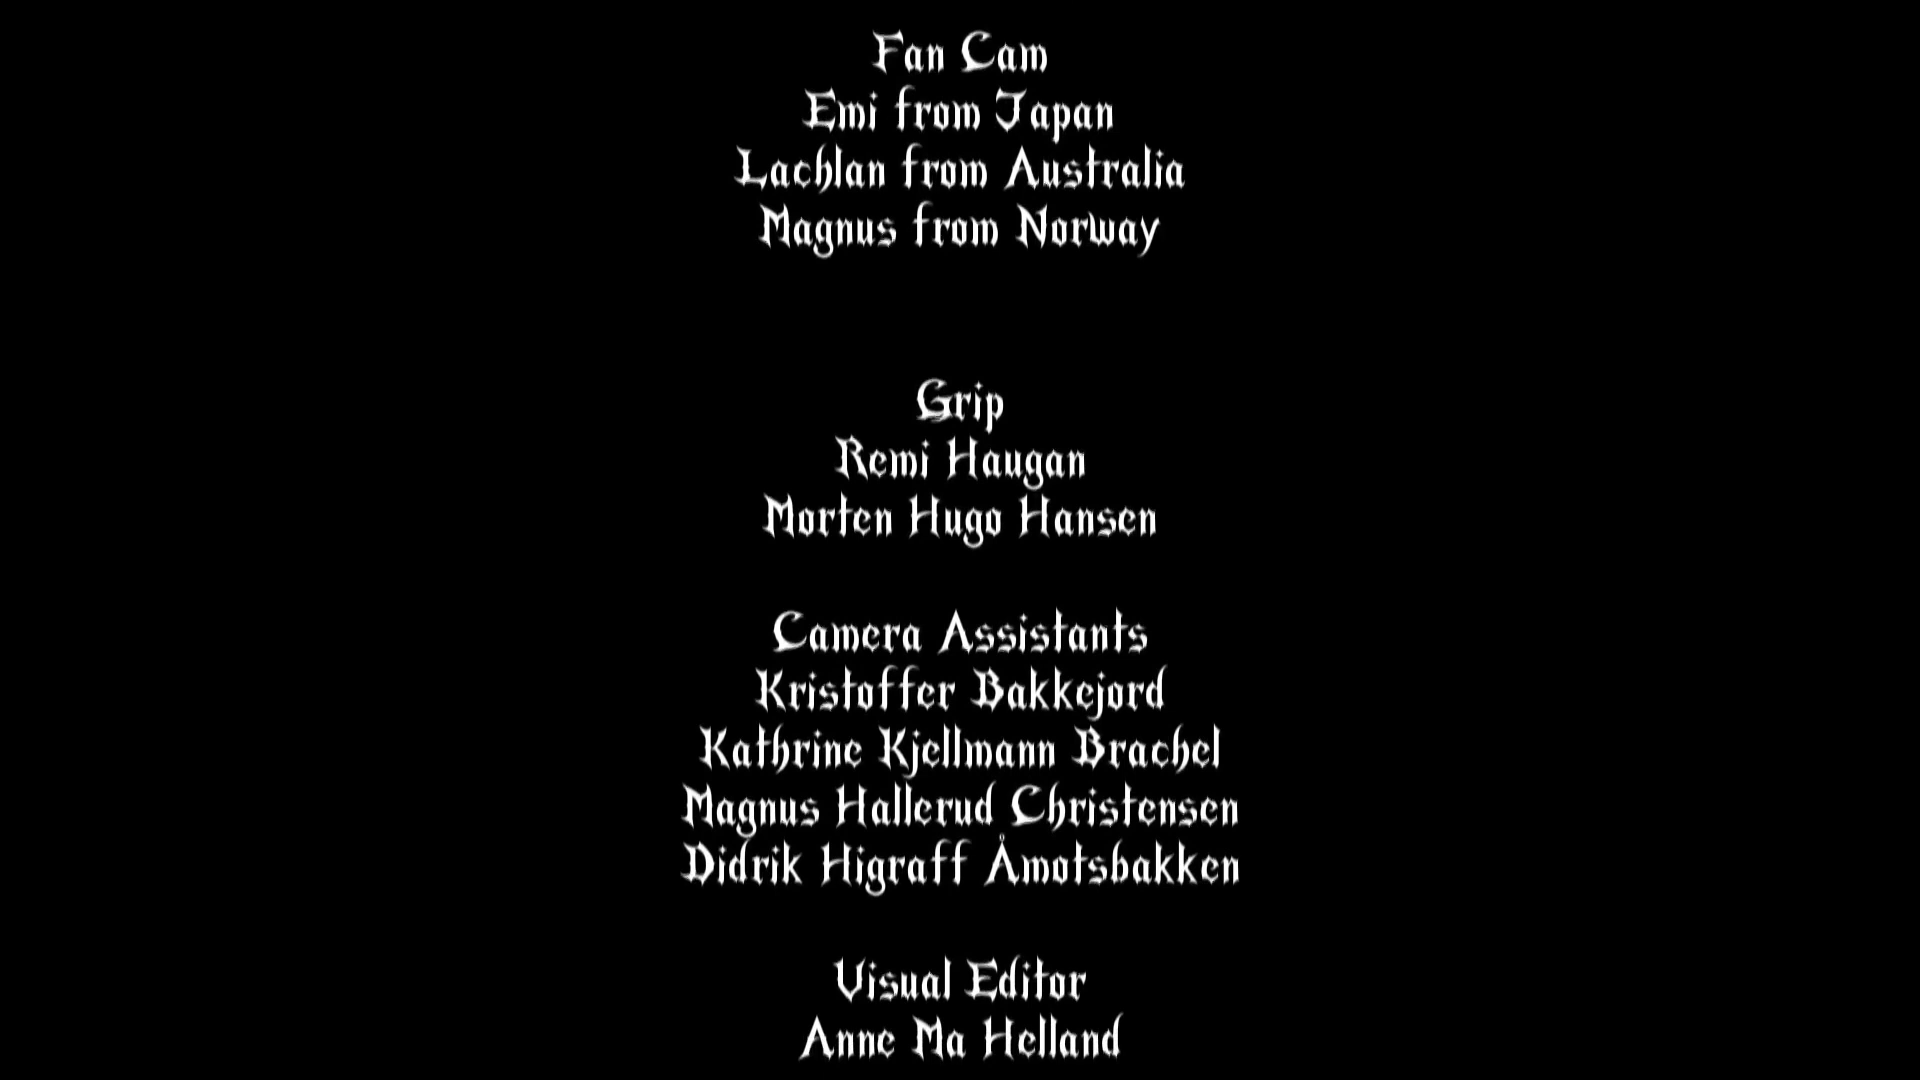 Fan Cam
Emi from Japan
Lachlan from Australia
Magnus from Norway
Grip
Remi Haugan
Morten Hugo Hansen
Camera Assistants
Kristoffer Bakkejord
Kathrine Kjellmann Brachel
Magnus Hallerud Christensen
Didrik Higraff Åmotsbakken
Visual Editor
Anne Ma Helland